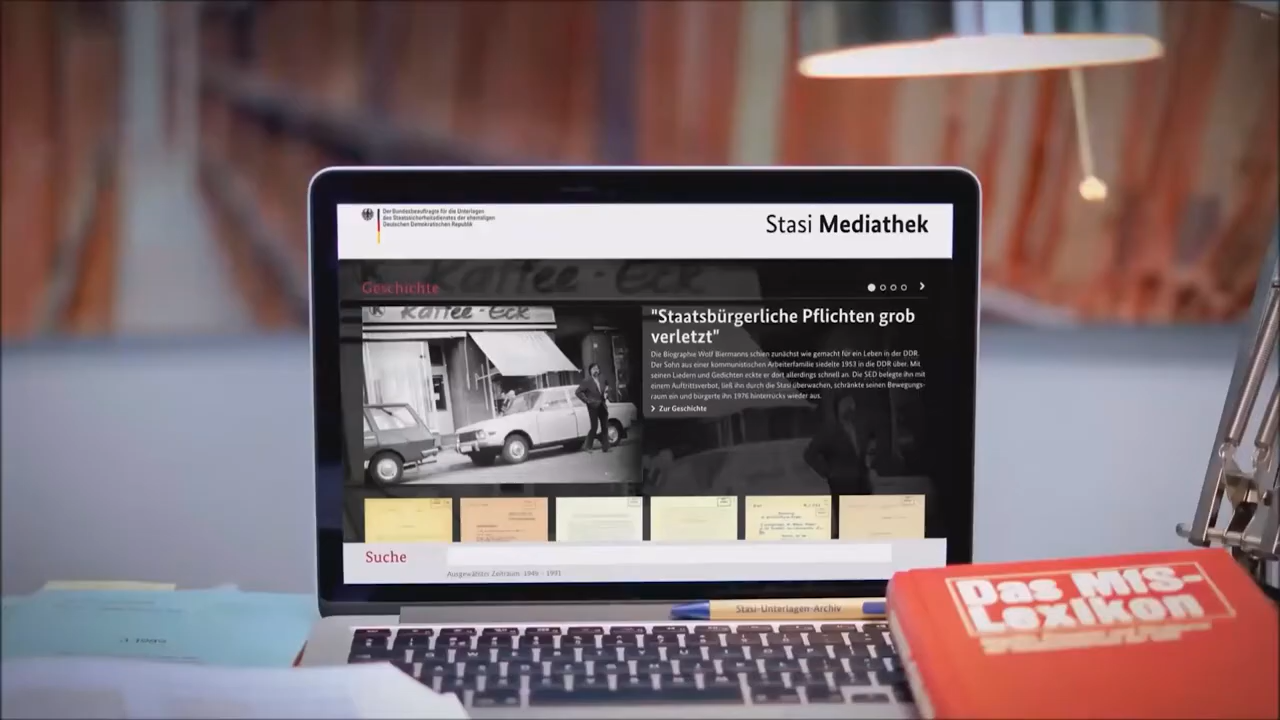 Der Bundesbeauftragte für die Unterlagen
des Staatssicherheitsdienstes der ehemaligen
Deutschen Demokratischen Republik
Stasi Mediathek
Geschichte
Kaffee-Eck
Kaffee-Eck
"Staatsbürgerliche Pflichten grob
verletzt"
Die Biographie Wolf Biermanns schien zunächst wie gemacht für ein Leben in der DDR.
Der Sohn aus einer kommunistischen Arbeiterfamilie siedelte 1953 in die DDR über. Mit
seinen Liedern und Gedichten eckte er dort allerdings schnell an. Die SED belegte ihn mit
einem Auftrittsverbot, ließ ihn durch die Stasi überwachen, schränkte seinen Bewegungs-
raum ein und bürgerte ihn 1976 hinterrücks wieder aus.
Zur Geschichte
Suche
Ausgewählter Zeitraum: 1949 - 1991
Stasi-Unterlagen-Archiv
Das MfS-
Lexikon